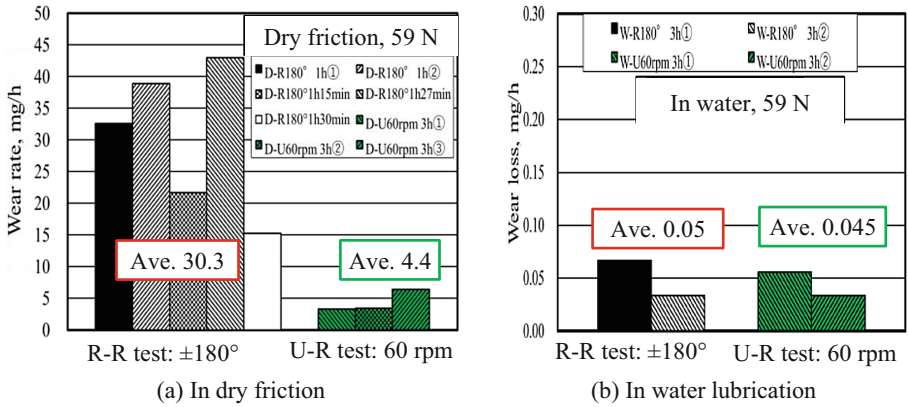 Wear rate, mg/h
50
45
40
35
30
25
20
15
10
5
0
Dry friction, 59 N
D-R180° 1h① D-R180° 1h②
D-R180°1h15min D-R180°1h27min
D-R180°1h30min D-U60rpm 3h①
D-U60rpm 3h② D-U60rpm 3h③
Ave. 30.3
Ave. 4.4
R-R test: ±180° U-R test: 60 rpm
(a) In dry friction
Wear loss, mg/h
0.30
0.25
0.20
0.15
0.10
0.05
0.00
W-R180° 3h① W-R180° 3h②
W-U60rpm 3h① W-U60rpm 3h②
In water, 59 N
Ave. 0.05
Ave. 0.045
R-R test: ±180° U-R test: 60 rpm
(b) In water lubrication